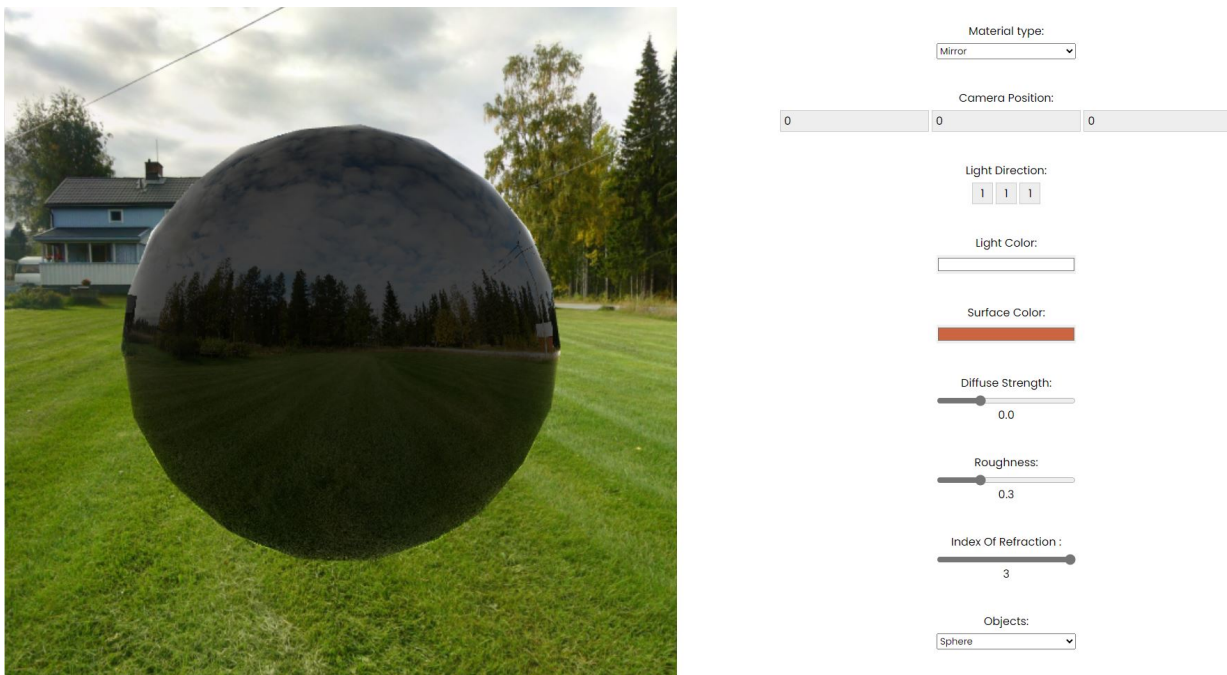 Material type:
Mirror
Camera Position:
0 0 0
Light Direction:
1 1 1
Light Color:
Surface Color:
Diffuse Strength:
0.0
Roughness:
0.3
Index Of Refraction :
3
Objects:
Sphere